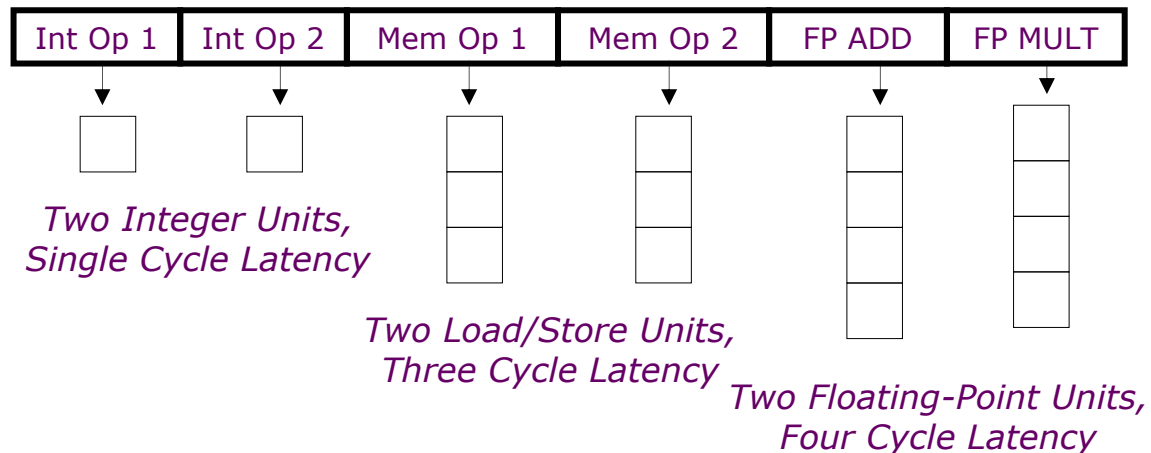 Int Op 1 Int Op 2 Mem Op 1 Mem Op 2 FP ADD FP MULT
Two Integer Units,
Single Cycle Latency
Two Load/Store Units,
Three Cycle Latency
Two Floating-Point Units,
Four Cycle Latency